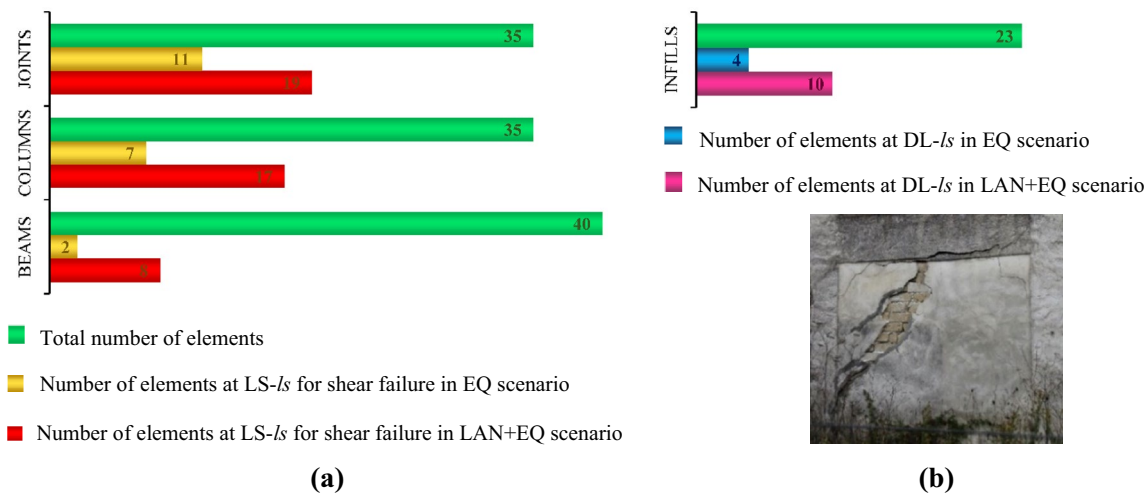 JOINTS
35
11
19
COLUMNS
35
7
17
BEAMS
40
2
8
Total number of elements
Number of elements at LS-ls for shear failure in EQ scenario
Number of elements at LS-ls for shear failure in LAN+EQ scenario
(a)
INFILLS
23
4
10
Number of elements at DL-ls in EQ scenario
Number of elements at DL-ls in LAN+EQ scenario
(b)